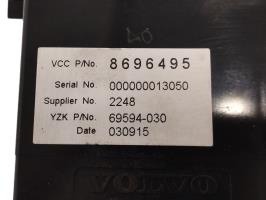 VCC P/No. 8696495
Serial No. 000000013050
Supplier No. 2248
YZK P/No. 69594-030
Date 030915
VOLVO